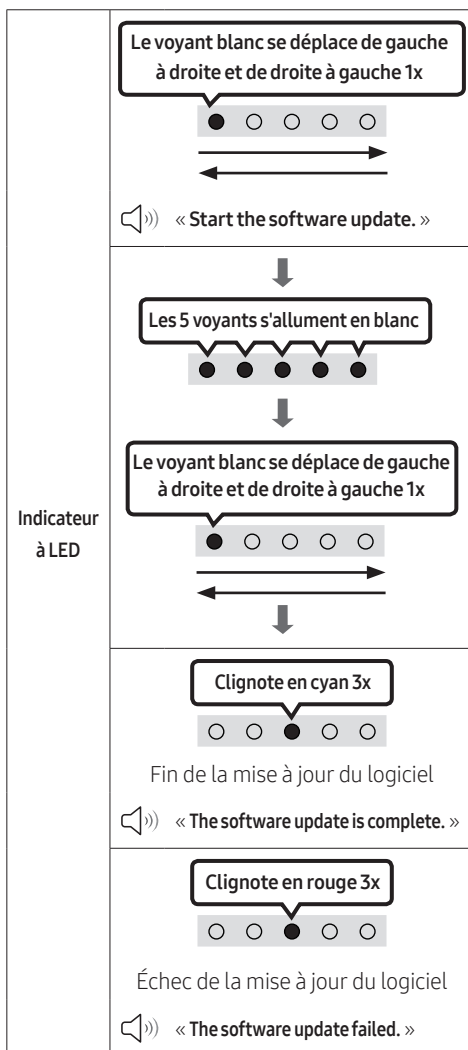 Le voyant blanc se déplace de gauche
à droite et de droite à gauche 1x
« Start the software update. »
Les 5 voyants s'allument en blanc
Le voyant blanc se déplace de gauche
à droite et de droite à gauche 1x
Indicateur
à LED
Clignote en cyan 3x
Fin de la mise à jour du logiciel
« The software update is complete. »
Clignote en rouge 3x
Échec de la mise à jour du logiciel
« The software update failed. »